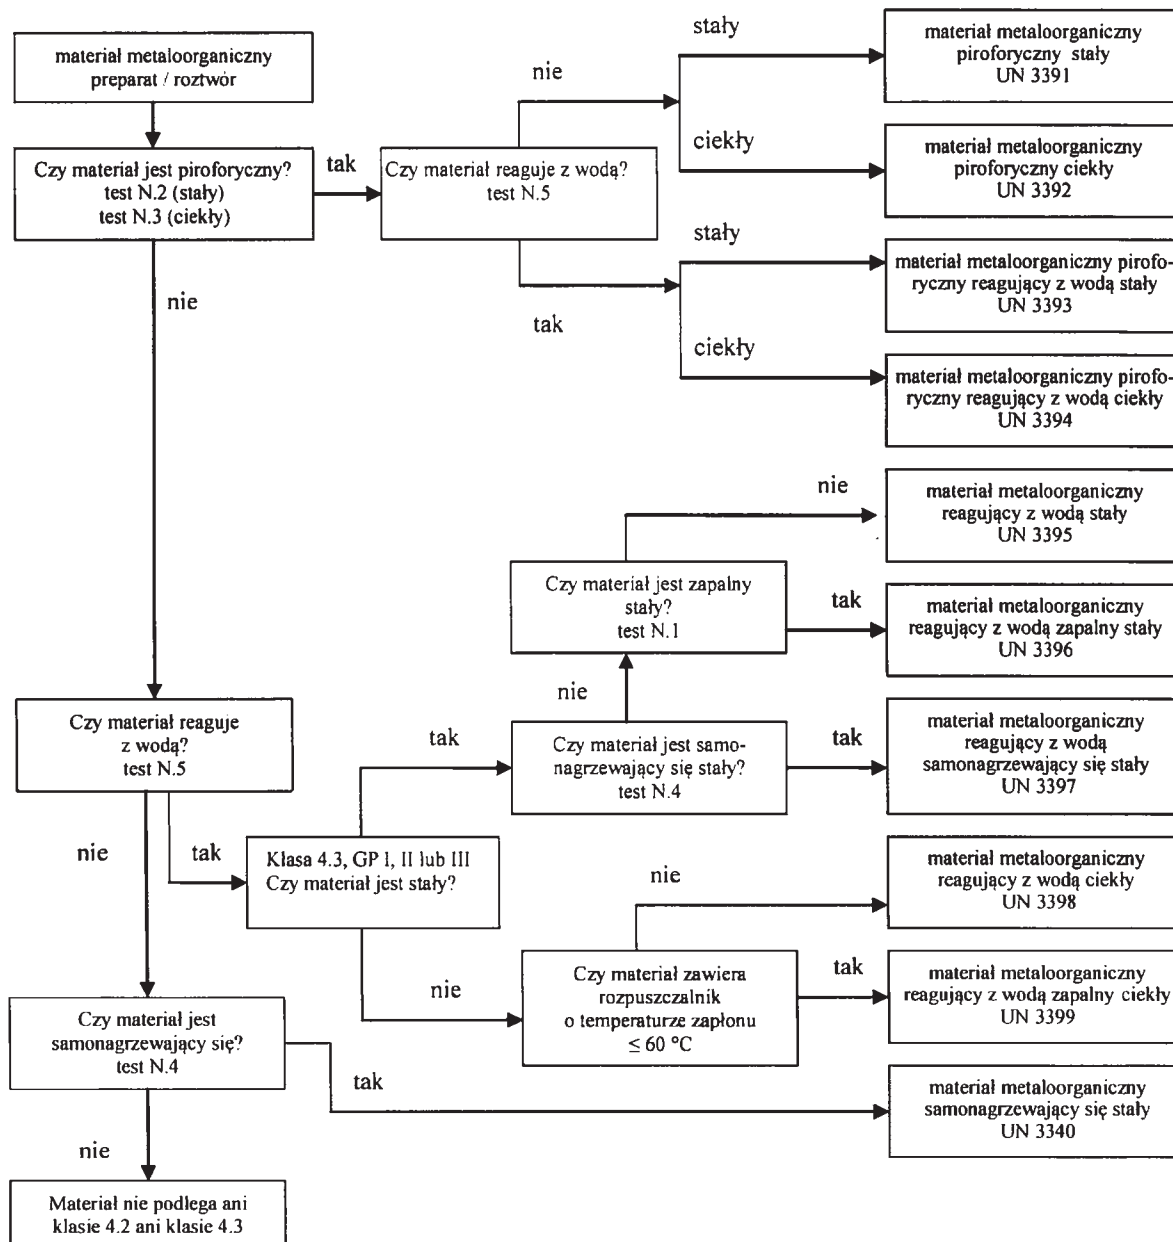 materiał metaloorganiczny
preparat / roztwór
Czy materiał jest piroforyczny?
test N.2 (stały)
test N.3 (ciekły)
tak
Czy materiał reaguje z wodą?
test N.5
nie
stały
materiał metaloorganiczny
piroforyczny stały
UN 3391
ciekły
materiał metaloorganiczny
piroforyczny ciekły
UN 3392
tak
stały
materiał metaloorganiczny pirofo-
ryczny reagujący z wodą stały
UN 3393
ciekły
materiał metaloorganiczny pirofo-
ryczny reagujący z wodą ciekły
UN 3394
nie
Czy materiał reaguje
z wodą?
test N.5
tak
Klasa 4.3, GP I, II lub III
Czy materiał jest stały?
tak
Czy materiał jest samo-
nagrzewający się stały?
test N.4
nie
Czy materiał jest zapalny
stały?
test N.1
nie
materiał metaloorganiczny
reagujący z wodą stały
UN 3395
tak
materiał metaloorganiczny
reagujący z wodą zapalny stały
UN 3396
tak
materiał metaloorganiczny
reagujący z wodą
samonagrzewający się stały
UN 3397
nie
Czy materiał zawiera
rozpuszczalnik
o temperaturze zapłonu
≤ 60 °C
nie
materiał metaloorganiczny
reagujący z wodą ciekły
UN 3398
tak
materiał metaloorganiczny
reagujący z wodą zapalny ciekły
UN 3399
nie
Czy materiał jest
samonagrzewający się?
test N.4
tak
materiał metaloorganiczny
samonagrzewający się stały
UN 3340
nie
Materiał nie podlega ani
klasie 4.2 ani klasie 4.3